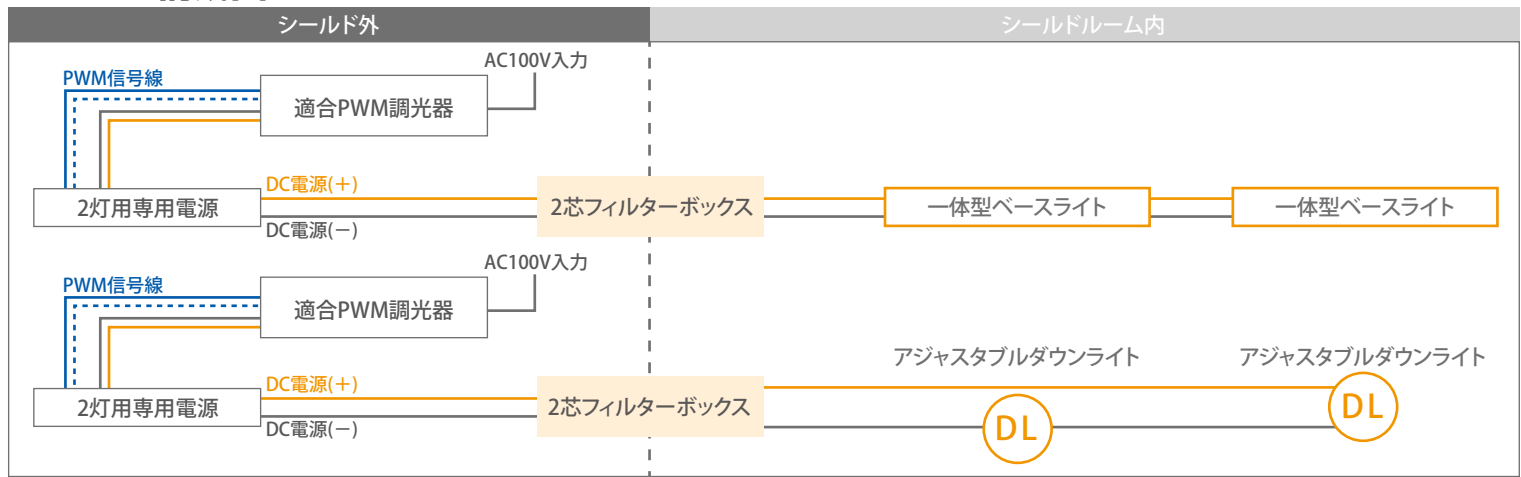 シールド外
シールドルーム内
AC100V入力
PWM信号線
適合PWM調光器
DC電源(＋)
2灯用専用電源
2芯フィルターボックス
一体型ベースライト
一体型ベースライト
DC電源(－)
AC100V入力
PWM信号線
適合PWM調光器
アジャスタブルダウンライト
アジャスタブルダウンライト
DC電源(＋)
2灯用専用電源
2芯フィルターボックス
DL
DL
DC電源(－)